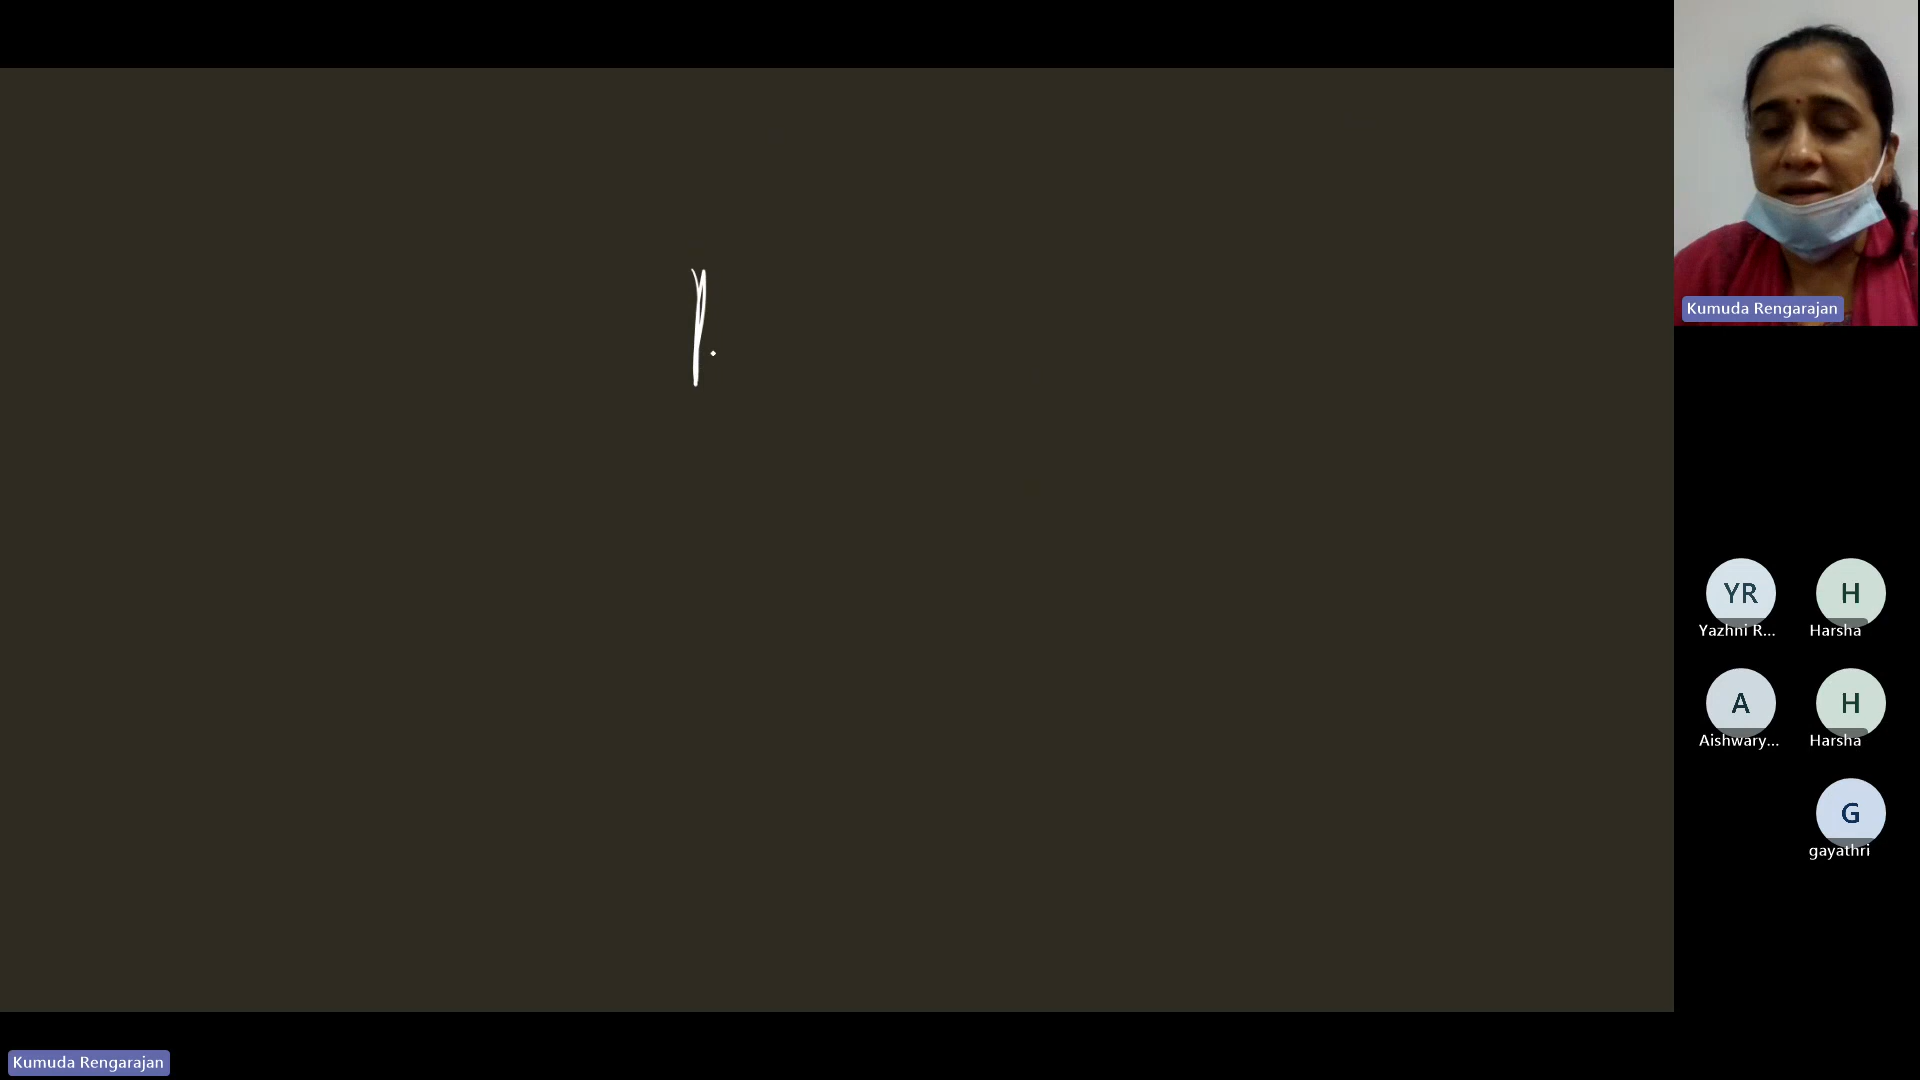 Kumuda Rengarajan
YR
H
Yazhni R...
Harsha
A
H
Aishwary...
Harsha
G
gayathri
Kumuda Rengarajan